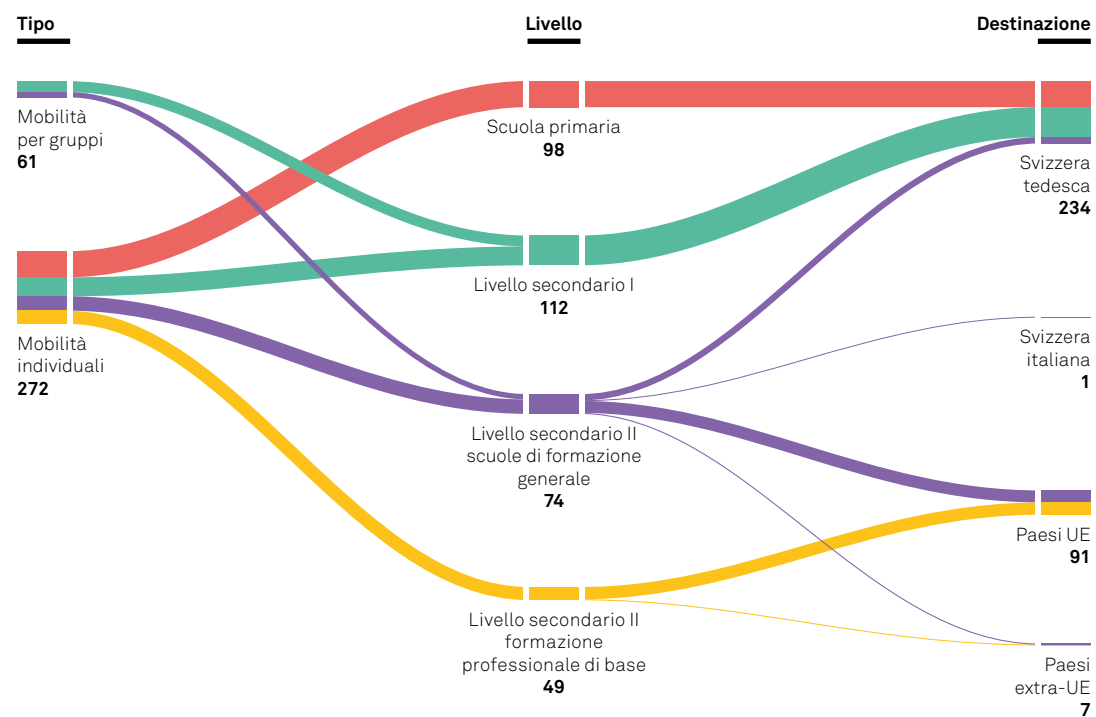 Tipo
Livello
Destinazione
Mobilità
per gruppi
61
Mobilità
individuali
272
Scuola primaria
98
Livello secondario I
112
Livello secondario II
scuole di formazione
generale
74
Livello secondario II
formazione
professionale di base
49
Svizzera
tedesca
234
Svizzera
italiana
1
Paesi UE
91
Paesi
extra-UE
7